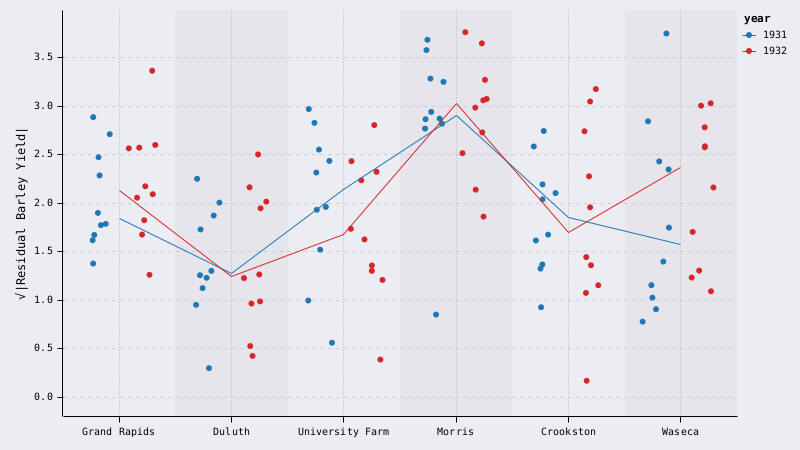 year
1931
1932
√|Residual Barley Yield|
3.5
3.0
2.5
2.0
1.5
1.0
0.5
0.0
Grand Rapids
Duluth
University Farm
Morris
Crookston
Waseca